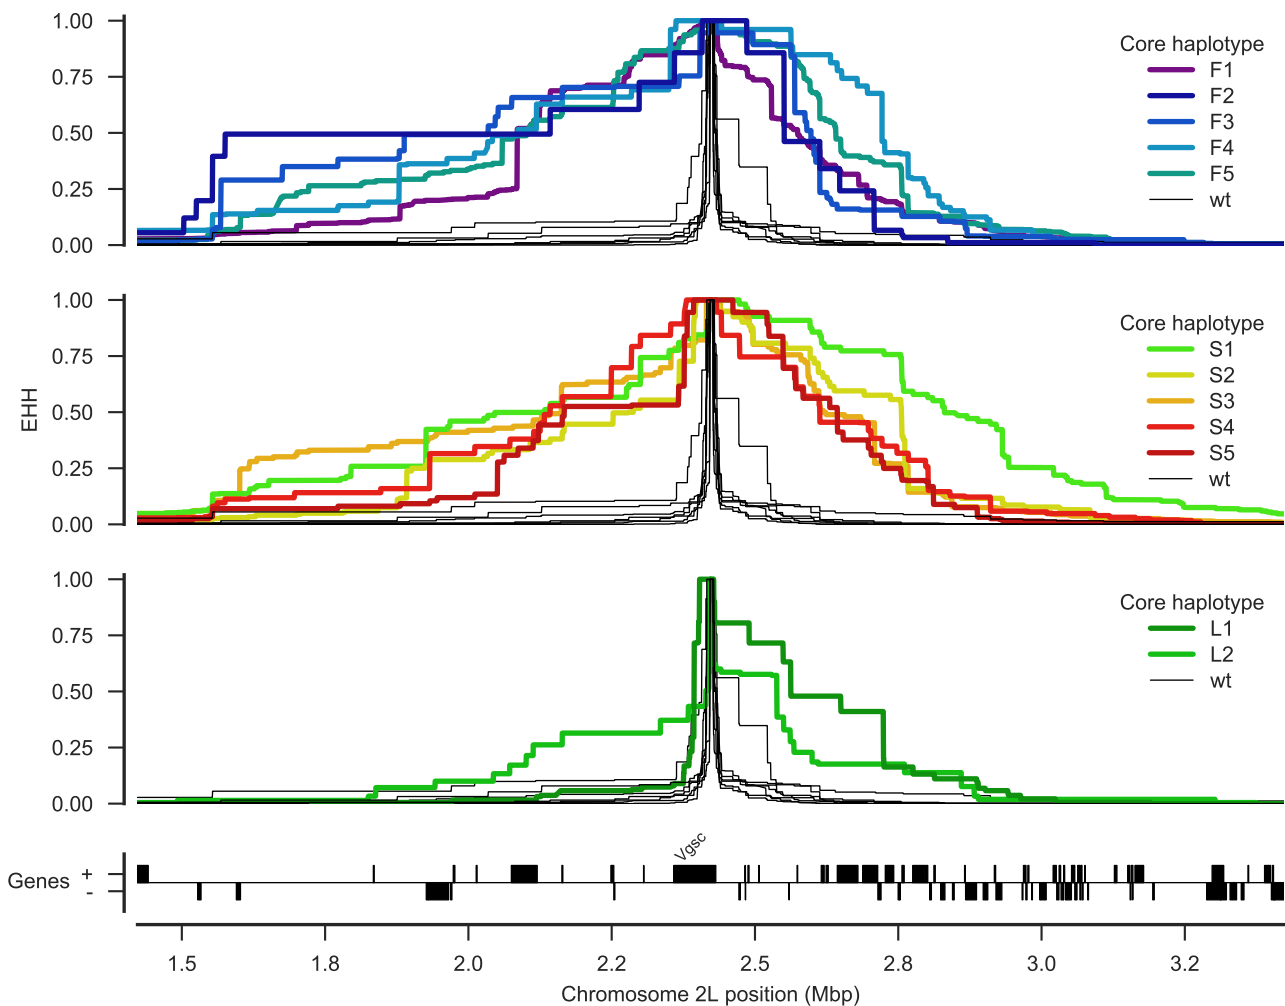 1.00
0.75
0.50
0.25
0.00
Core haplotype
F1
F2
F3
F4
F5
wt
EHH
1.00
0.75
0.50
0.25
0.00
Core haplotype
S1
S2
S3
S4
S5
wt
1.00
0.75
0.50
0.25
0.00
Core haplotype
L1
L2
wt
Vgsc
Genes
+
-
1.5 1.8 2.0 2.2 2.5 2.8 3.0 3.2
Chromosome 2L position (Mbp)